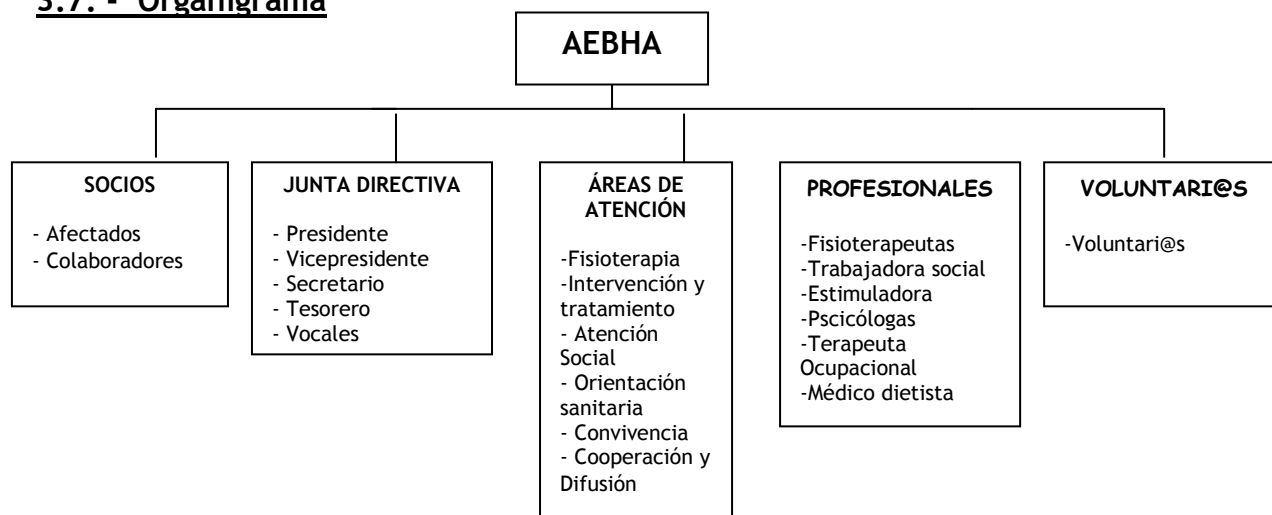 3.7. - Organigrama
AEBHA
SOCIOS
- Afectados
- Colaboradores
JUNTA DIRECTIVA
- Presidente
- Vicepresidente
- Secretario
- Tesorero
- Vocales
ÁREAS DE
ATENCIÓN
-Fisioterapia
-Intervención y
tratamiento
- Atención
Social
- Orientación
sanitaria
- Convivencia
- Cooperación y
Difusión
PROFESIONALES
-Fisioterapeutas
-Trabajadora social
-Estimuladora
-Pscicólogas
-Terapeuta
Ocupacional
-Médico dietista
VOLUNTARI@S
-Voluntari@s